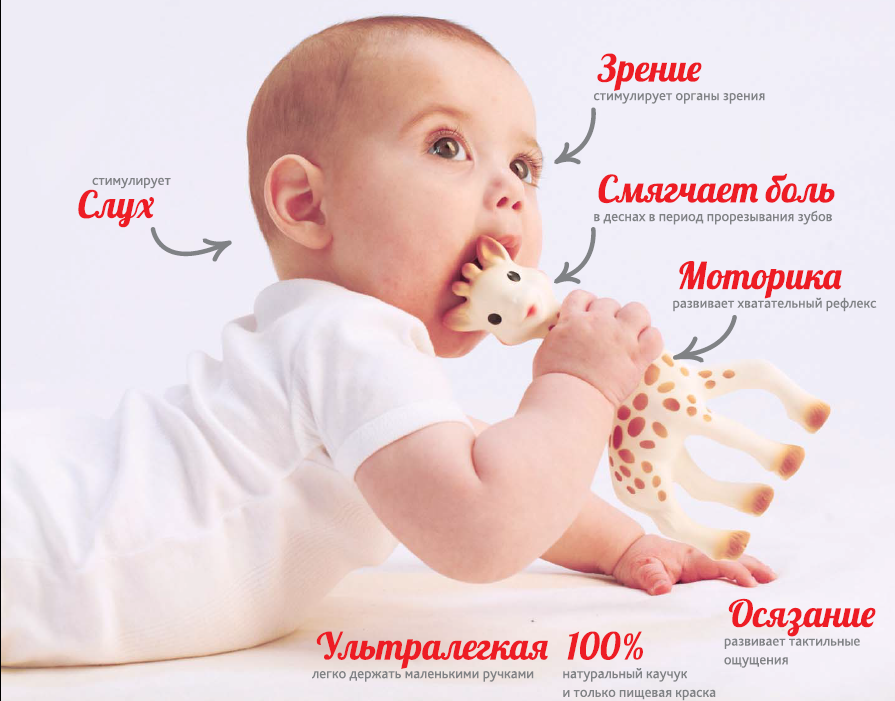 Зрение
стимулирует органы зрения
стимулирует
Слух
Смягчает боль
в деснах в период прорезывания зубов
Моторика
развивает хватательный рефлекс
Осязание
развивает тактильные
ощущения
Ультралегкая
легко держать маленькими ручками
100%
натуральный каучук
и только пищевая краска